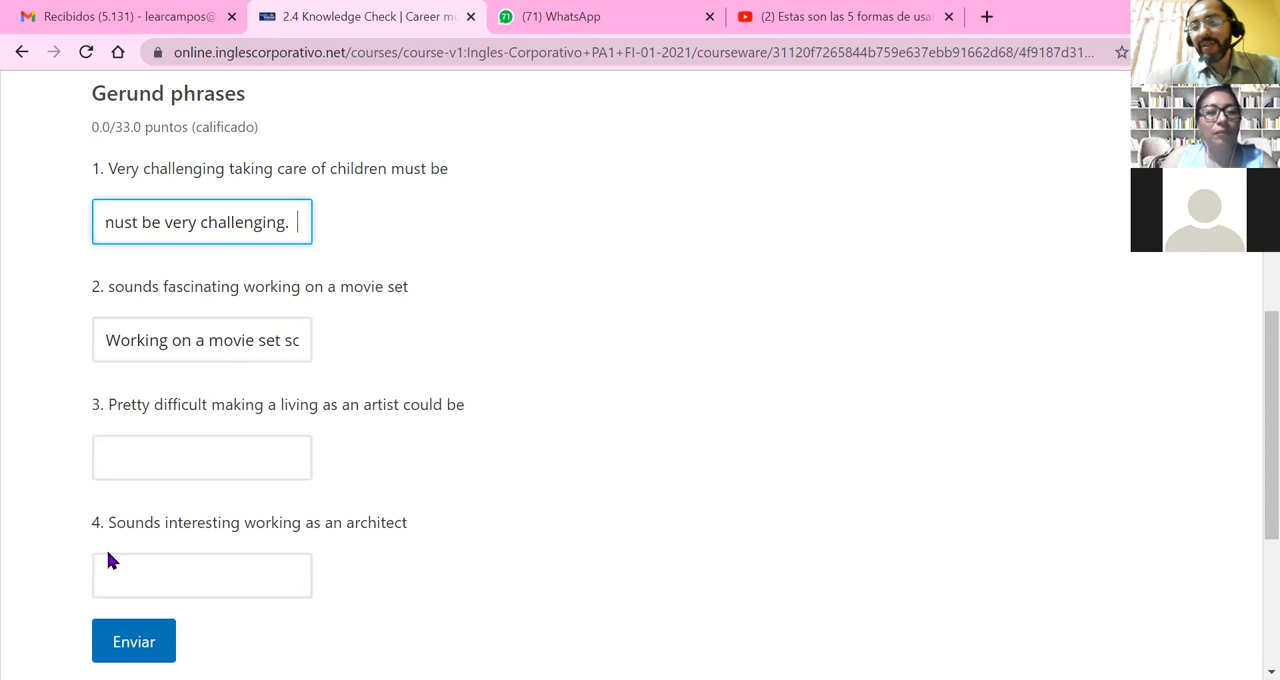 Recibidos (5.131) - learcampos@
2.4 Knowledge Check | Career mo
71
(71) WhatsApp
(2) Estas son las 5 formas de usa
online.inglescorporativo.net/courses/course-v1:Ingles-Corporativo+PA1+FI-01-2021/courseware/31120f7265844b759e637ebb91662d68/4f9187d31...
Gerund phrases
0.0/33.0 puntos (calificado)
1. Very challenging taking care of children must be
must be very challenging.
2. sounds fascinating working on a movie set
Working on a movie set so
3. Pretty difficult making a living as an artist could be
4. Sounds interesting working as an architect
Enviar